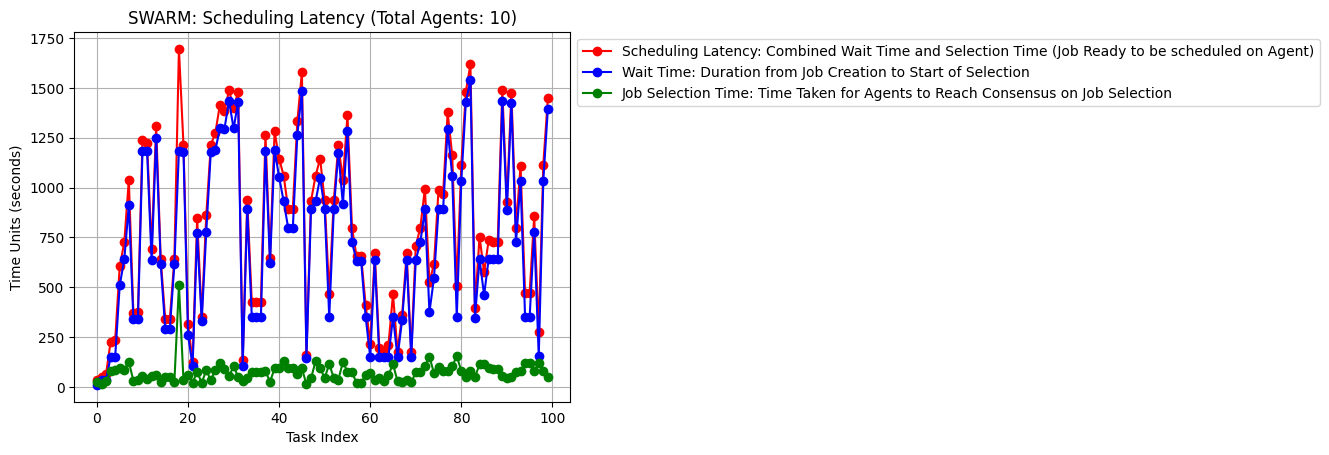 SWARM: Scheduling Latency (Total Agents: 10)
Scheduling Latency: Combined Wait Time and Selection Time (Job Ready to be scheduled on Agent)
Wait Time: Duration from Job Creation to Start of Selection
Job Selection Time: Time Taken for Agents to Reach Consensus on Job Selection
Time Units (seconds)
1750
1500
1250
1000
750
500
250
0
0 20 40 60 80 100
Task Index